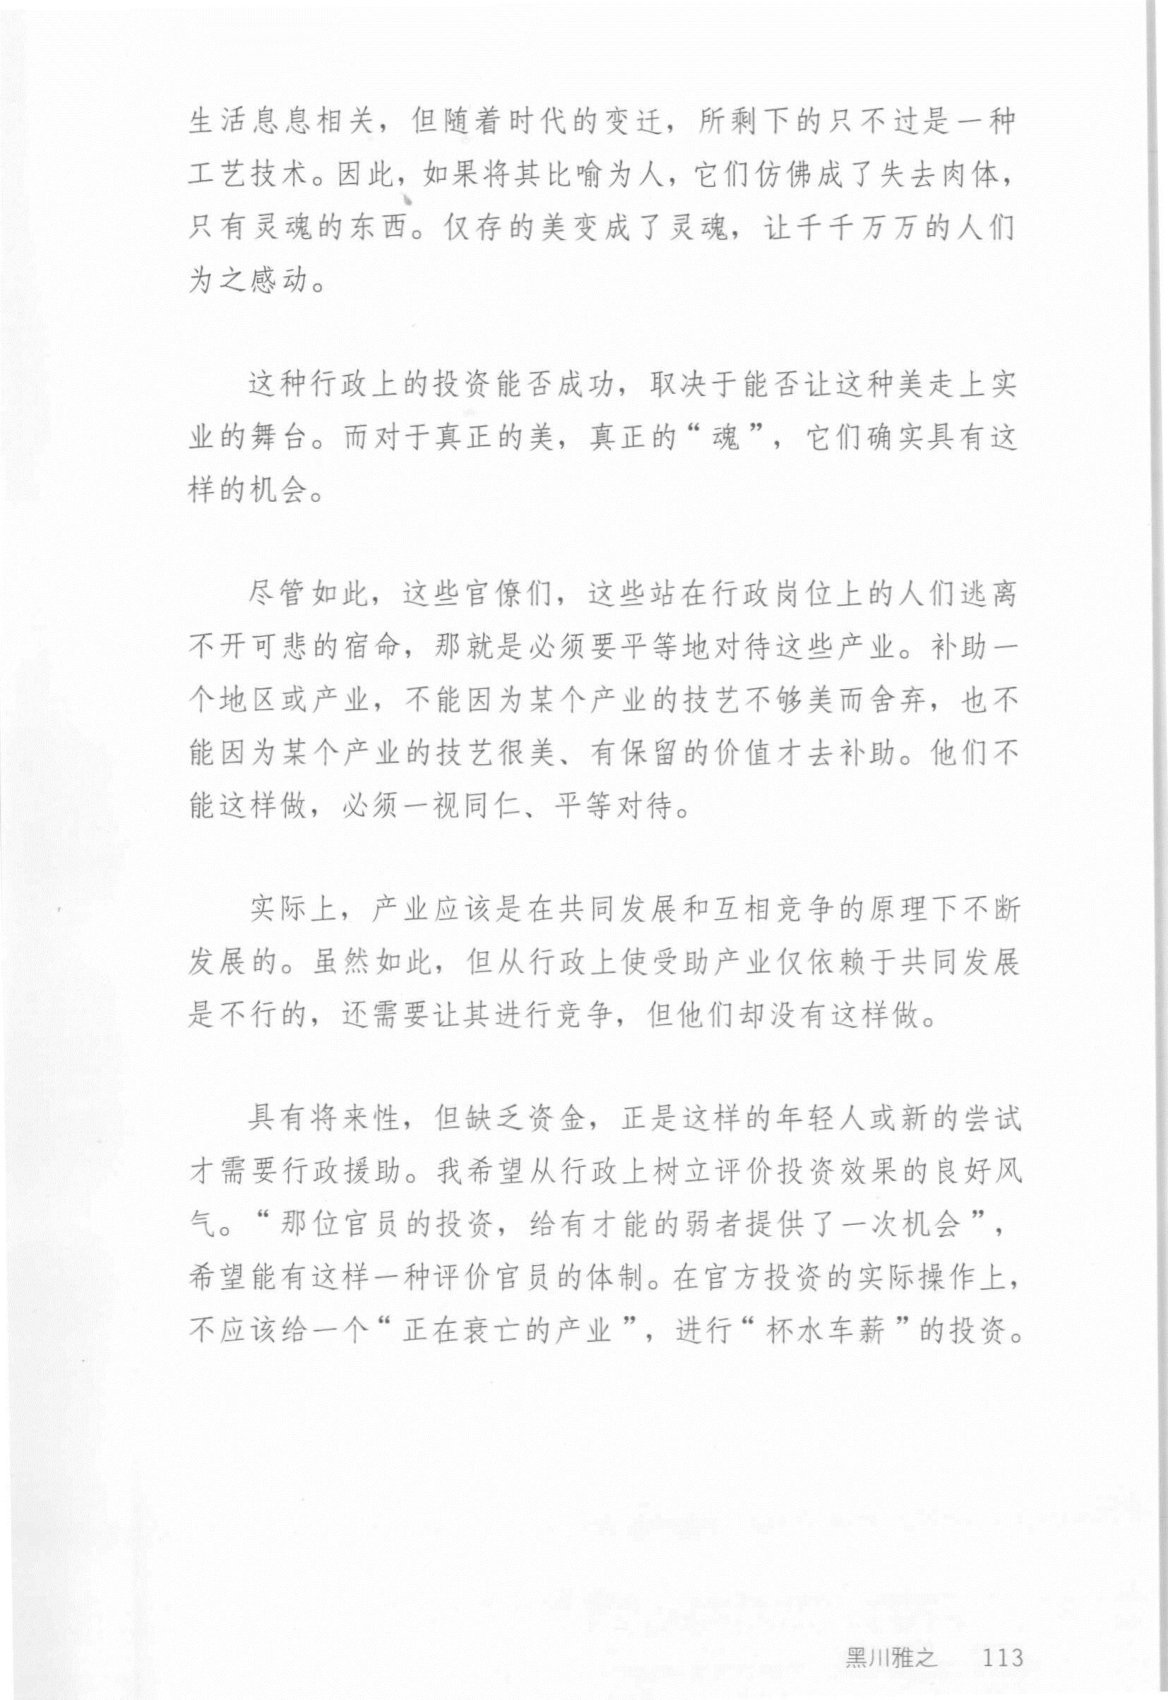 生活息息相关，但随着时代的变迁，所剩下的只不过是一种
工艺技术。因此，如果将其比喻为人，它们仿佛成了失去肉体，
只有灵魂的东西。仅存的美变成了灵魂，让千千万万的人们
为之感动。
这种行政上的投资能否成功，取决于能否让这种美走上实
业的舞台。而对于真正的美，真正的“魂”，它们确实具有这
样的机会。
尽管如此，这些官僚们，这些站在行政岗位上的人们逃离
不开可悲的宿命，那就是必须要平等地对待这些产业。补助一
个地区或产业，不能因为某个产业的技艺不够美而舍弃，也不
能因为某个产业的技艺很美、有保留的价值才去补助。他们不
能这样做，必须一视同仁、平等对待。
实际上，产业应该是在共同发展和互相竞争的原理下不断
发展的。虽然如此，但从行政上使受助产业仅依赖于共同发展
是不行的，还需要让其进行竞争，但他们却没有这样做。
具有将来性，但缺乏资金，正是这样的年轻人或新的尝试
才需要行政援助。我希望从行政上树立评价投资效果的良好风
气。“那位官员的投资，给有才能的弱者提供了一次机会”，
希望能有这样一种评价官员的体制。在官方投资的实际操作上，
不应该给一个“正在衰亡的产业”，进行“杯水车薪”的投资。
黑川雅之 113